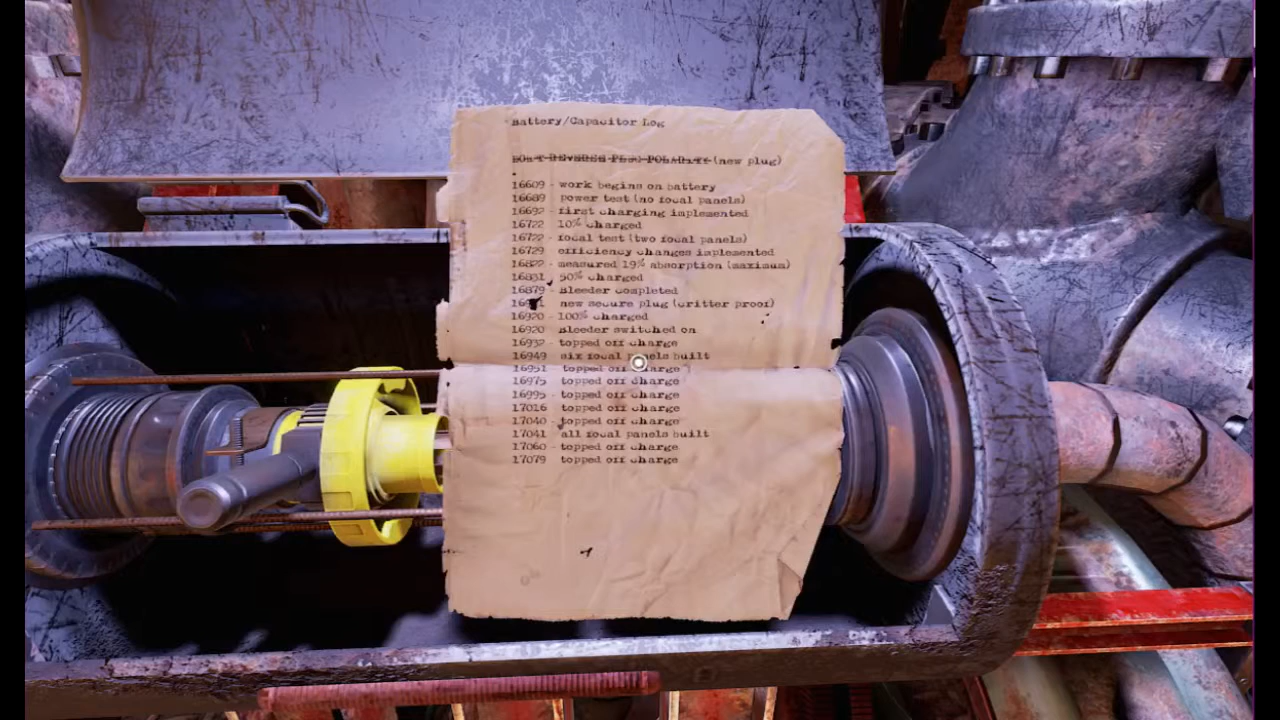 Battery/Capacitor Log
DON'T REVERSE PLUG POLARITY (new plug)
16609 - work begins on battery
16689 power test (no focal panels)
16692 - first charging implemented
16722 10% charged
16722 - focal test (two focal panels)
16729 efficiency changes implemented
16822 - measured 19% absorption (maximum)
16831 50% charged
16879 - Bleeder completed
new secure plug (critter proof)
16920 - 100% charged
16920 Bleeder switched on
16932 - topped off charge
16949 six focal panels built
16951 topped off charge
16975 - topped off charge
16995 - topped off charge
17016 - topped off charge
17040 - topped off charge
17041 all focal panels built
17060 - topped off charge
17079 topped off charge